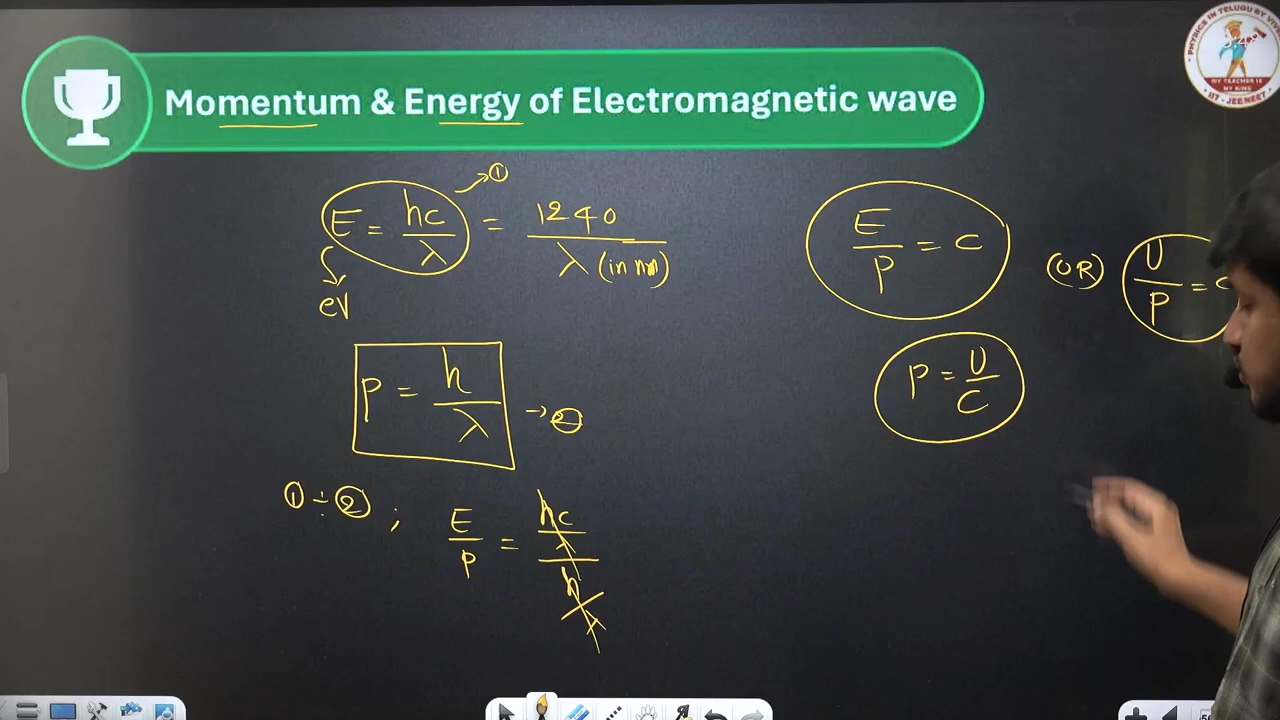 Momentum & Energy of Electromagnetic wave
E = hc/λ → ①
= 1240/λ (in nm)
eV
P = h/λ → ②
① ÷ ② ; E/P = hc/λ / h/λ
E/P = c
(OR) U/P = c
P = U/C
PHYSICS IN TELUGU BY
MY TEACHER IS
MY KING
IIT - JEE/NEET